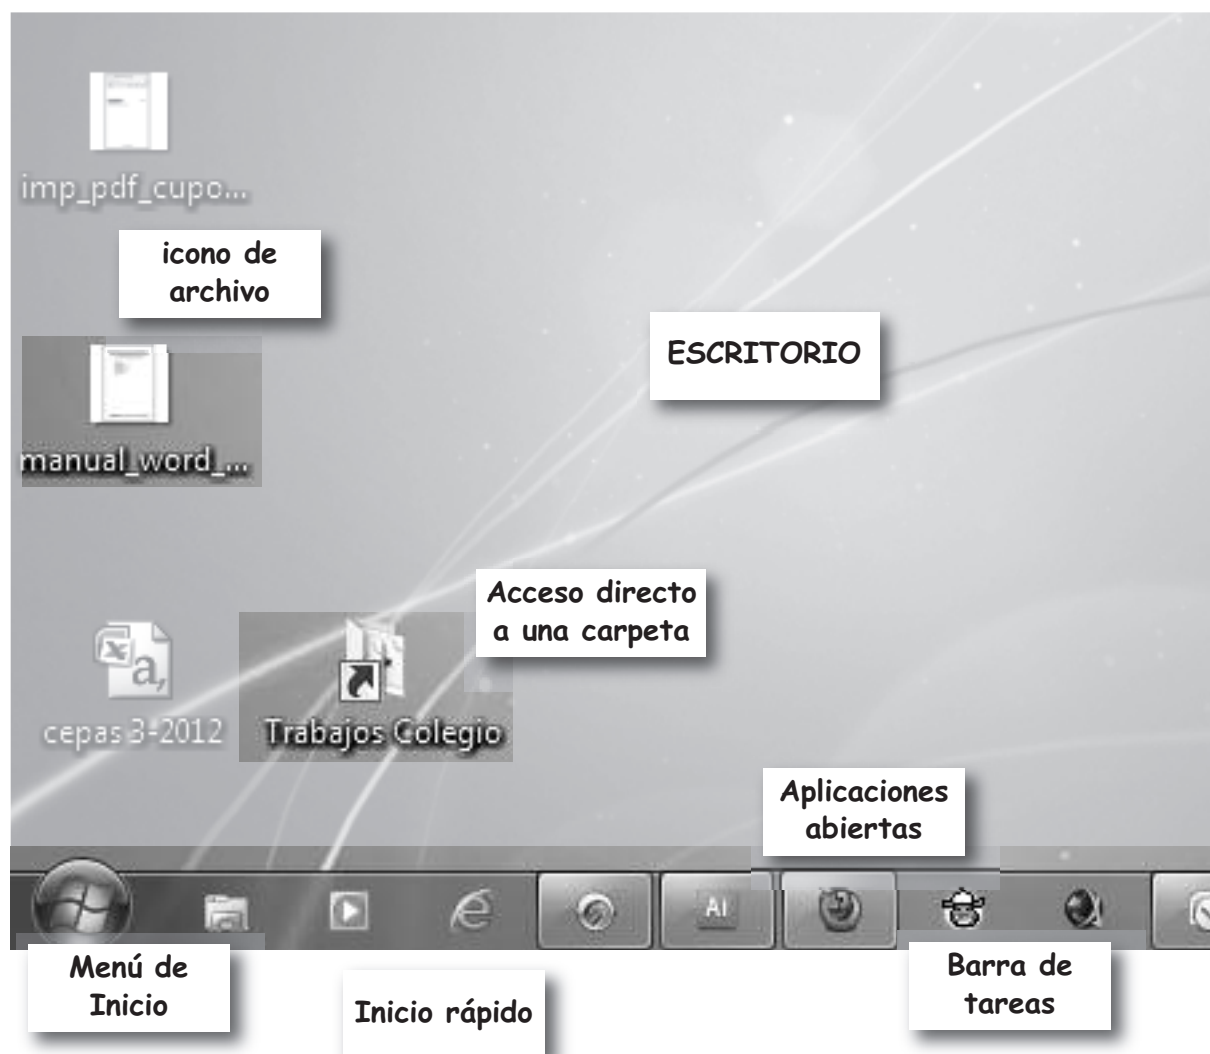 imp_pdf_cupo...
icono de
archivo
ESCRITORIO
manual_word_...
Acceso directo
a una carpeta
a,
cepas 3-2012
Trabajos Colegio
Aplicaciones
abiertas
AI
Menú de
Inicio
Inicio rápido
Barra de
tareas